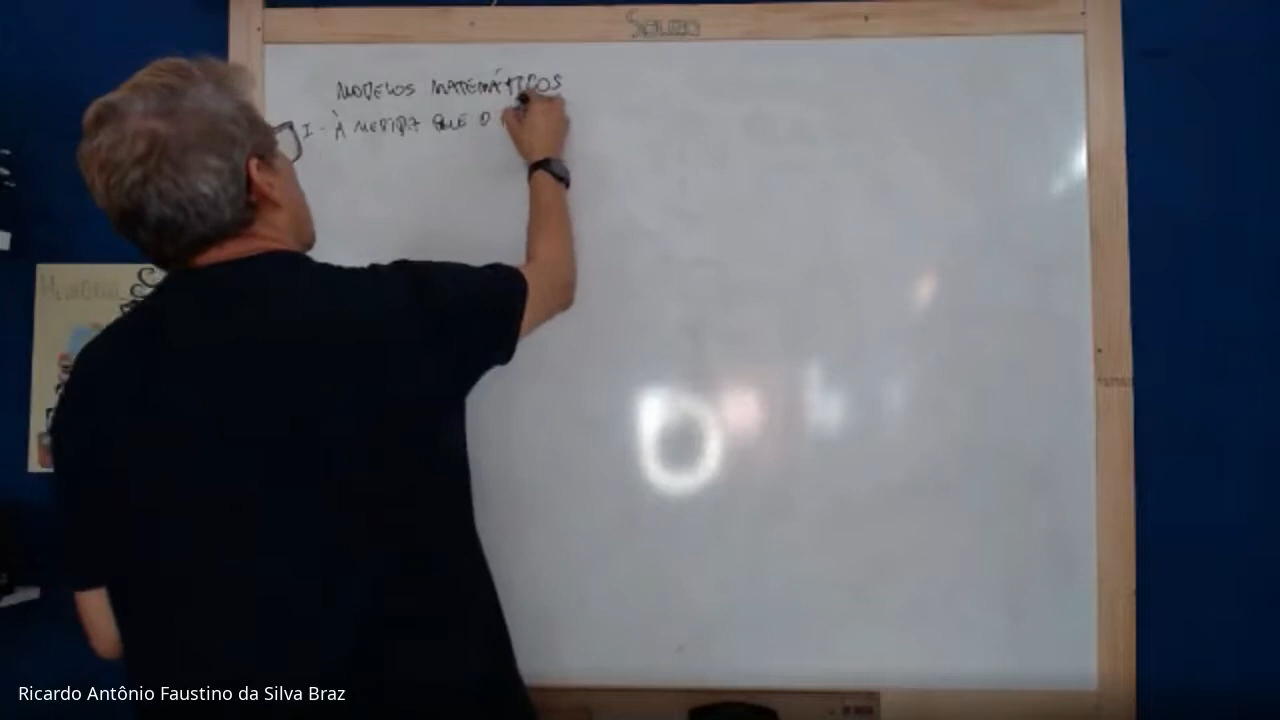 MODELOS MATEMÁTICOS
I - À MEDIDA QUE O
Ricardo Antônio Faustino da Silva Braz